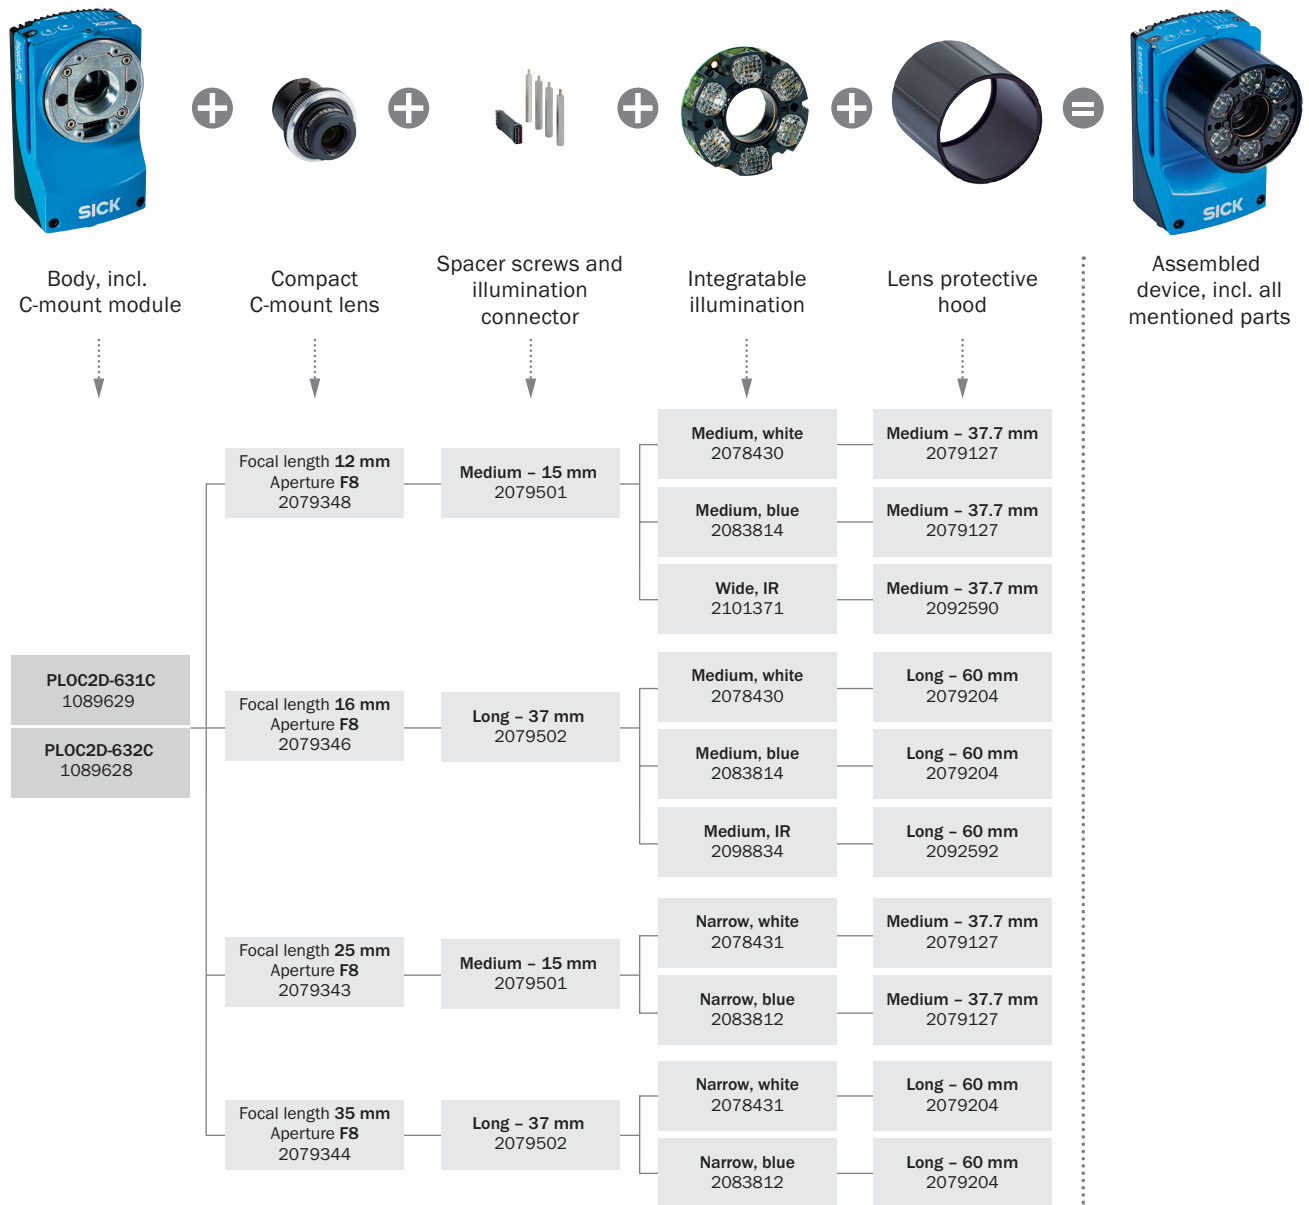 SICK
SICK
SICK
SICK
Body, incl.
C-mount module
Compact
C-mount lens
Spacer screws and
illumination
connector
Integratable
illumination
Lens protective
hood
Assembled
device, incl. all
mentioned parts
PLOC2D-631C
1089629
PLOC2D-632C
1089628
Focal length 12 mm
Aperture F8
2079348
Medium – 15 mm
2079501
Medium, white
2078430
Medium – 37.7 mm
2079127
Medium, blue
2083814
Medium – 37.7 mm
2079127
Wide, IR
2101371
Medium – 37.7 mm
2092590
Focal length 16 mm
Aperture F8
2079346
Long – 37 mm
2079502
Medium, white
2078430
Long – 60 mm
2079204
Medium, blue
2083814
Long – 60 mm
2079204
Medium, IR
2098834
Long – 60 mm
2092592
Focal length 25 mm
Aperture F8
2079343
Medium – 15 mm
2079501
Narrow, white
2078431
Medium – 37.7 mm
2079127
Narrow, blue
2083812
Medium – 37.7 mm
2079127
Focal length 35 mm
Aperture F8
2079344
Long – 37 mm
2079502
Narrow, white
2078431
Long – 60 mm
2079204
Narrow, blue
2083812
Long – 60 mm
2079204